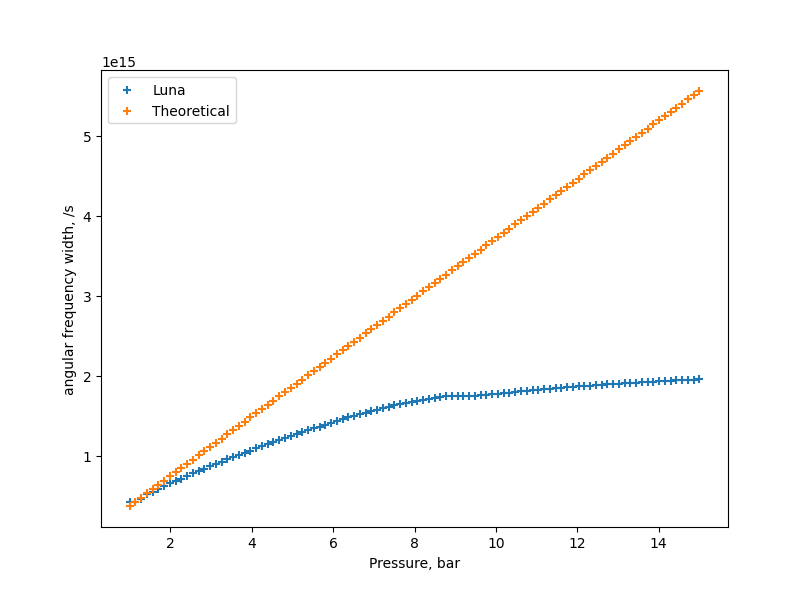 1e15
Luna
Theoretical
5
4
3
2
1
angular frequency width, /s
2 4 6 8 10 12 14
Pressure, bar